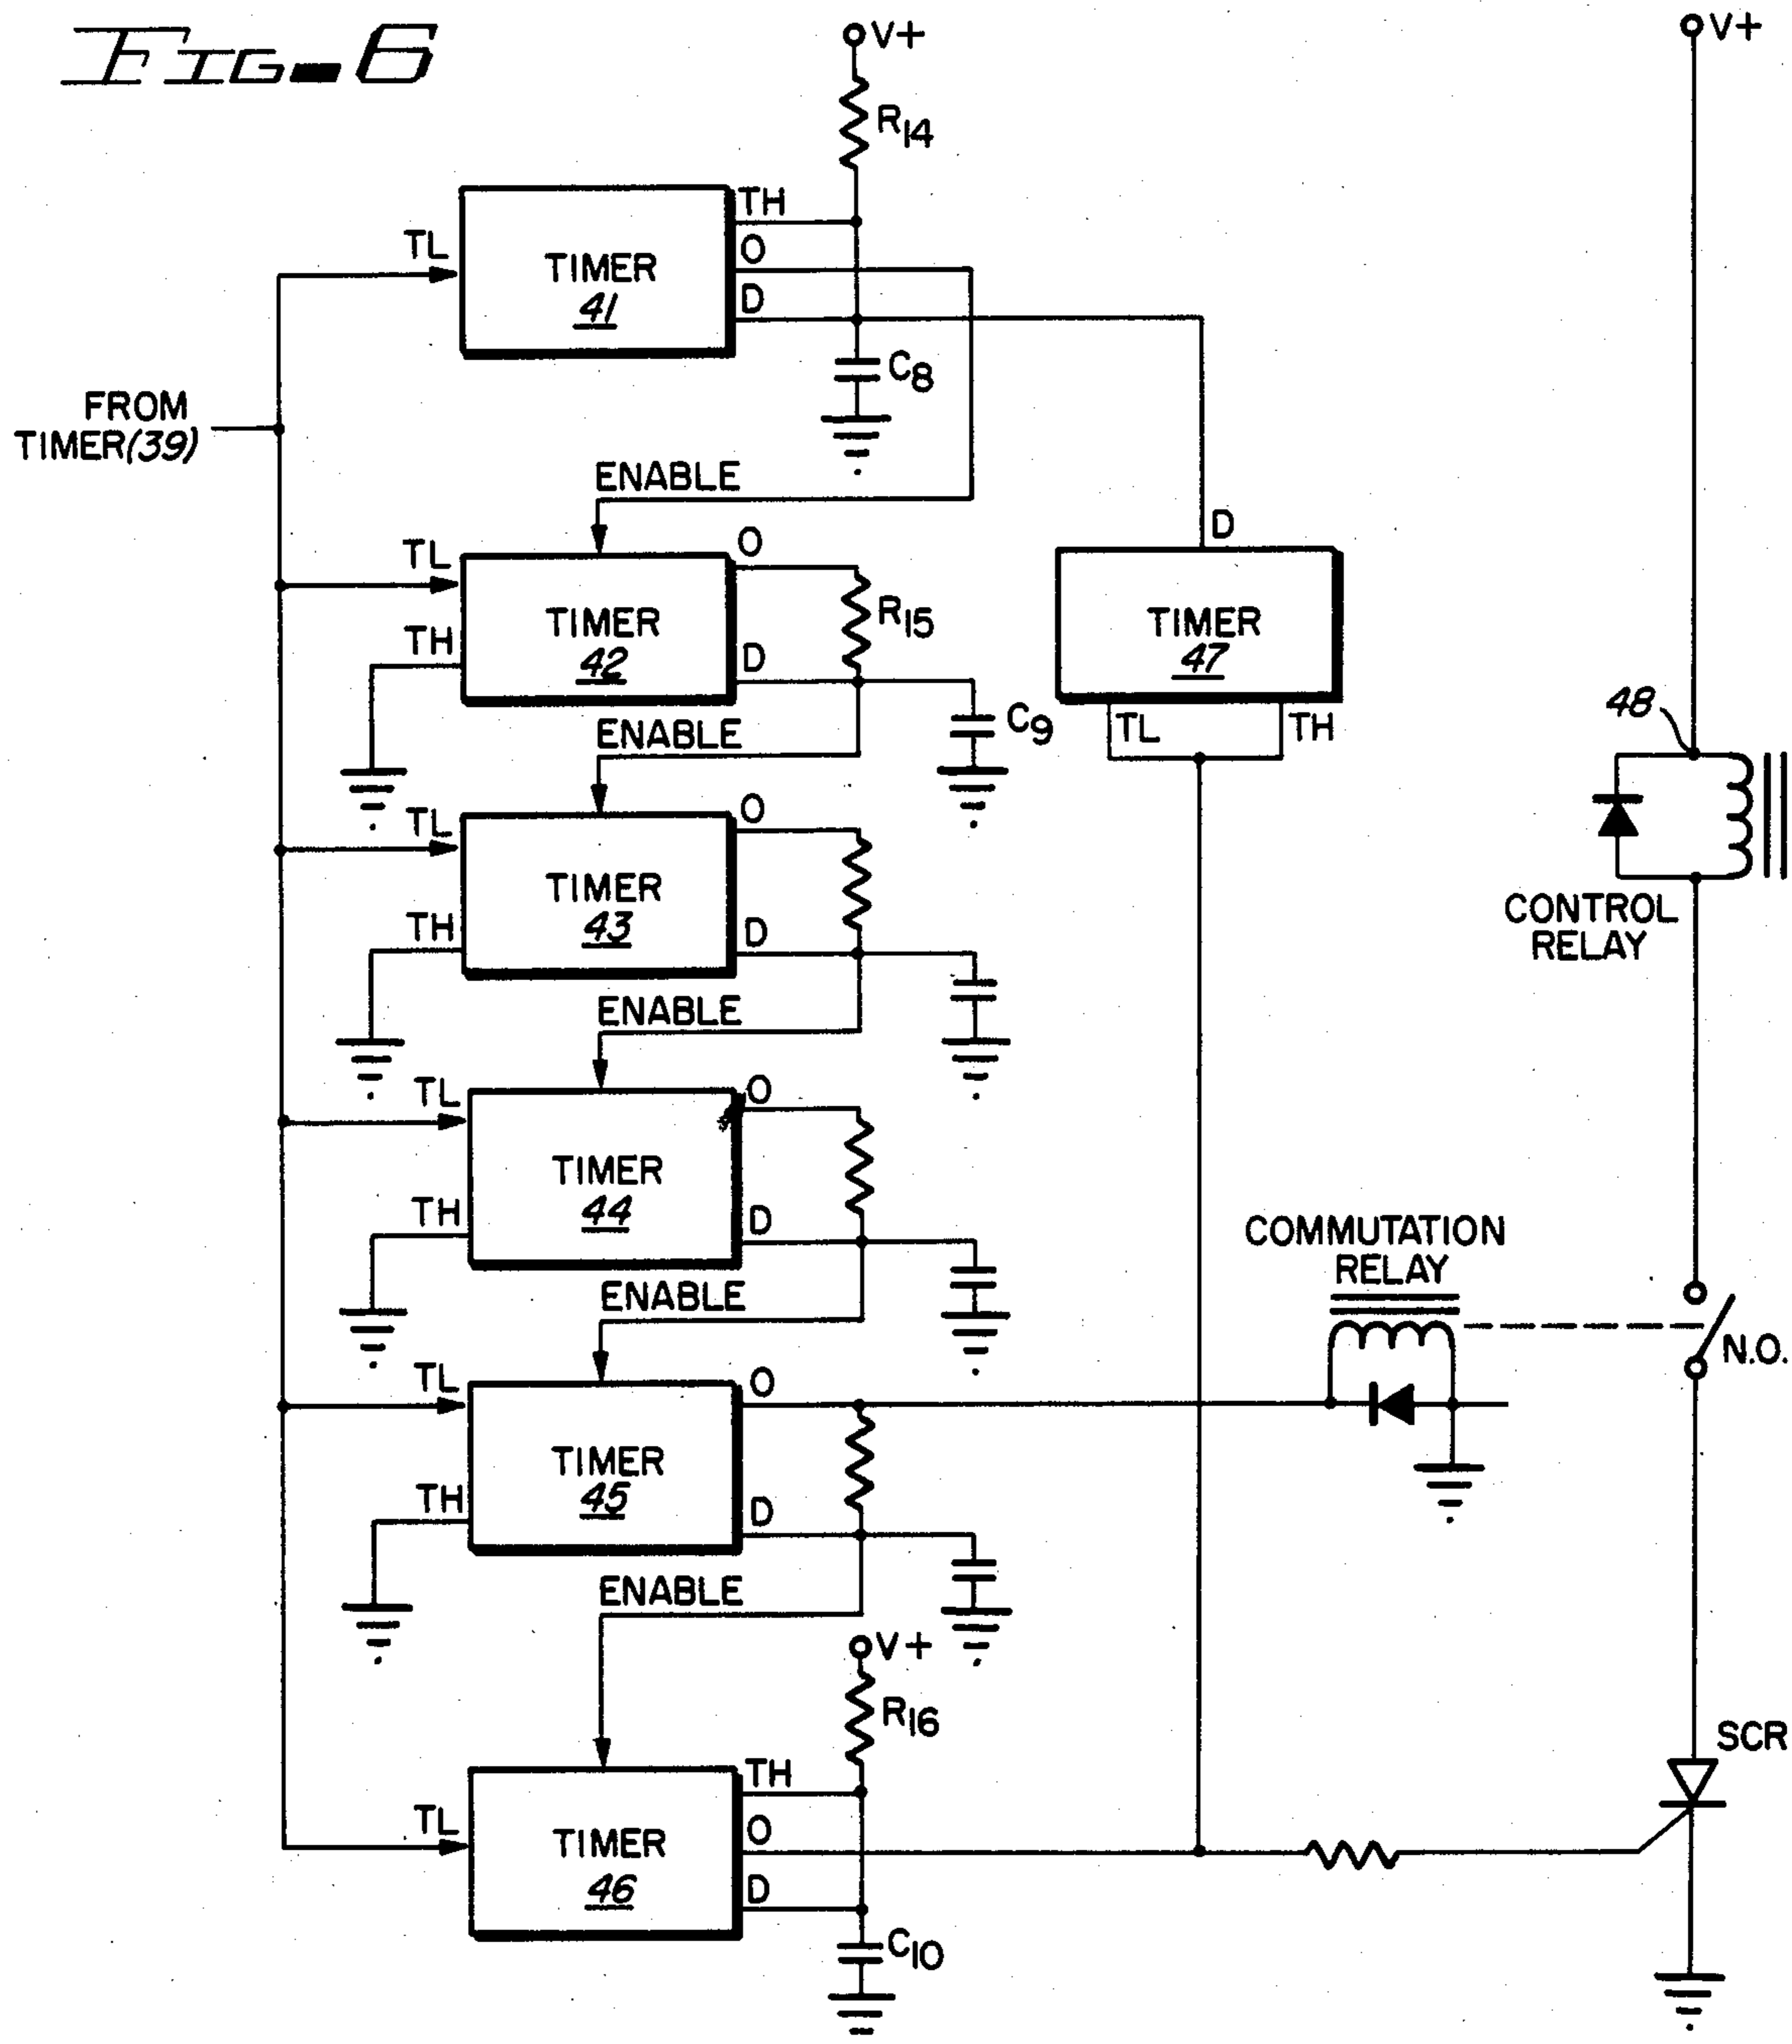 FIG-6
V+
V+
R14
TH
TL
O
TIMER
41
D
C8
FROM
TIMER(39)
ENABLE
D
TL
O
TIMER
42
R15
TH
D
TIMER
47
TL
TH
C9
48
ENABLE
TL
O
TIMER
43
TH
D
CONTROL
RELAY
ENABLE
TL
O
TIMER
44
TH
D
COMMUTATION
RELAY
ENABLE
N.O.
TL
O
TIMER
45
TH
D
ENABLE
V+
R16
SCR
TH
TL
O
TIMER
46
D
C10